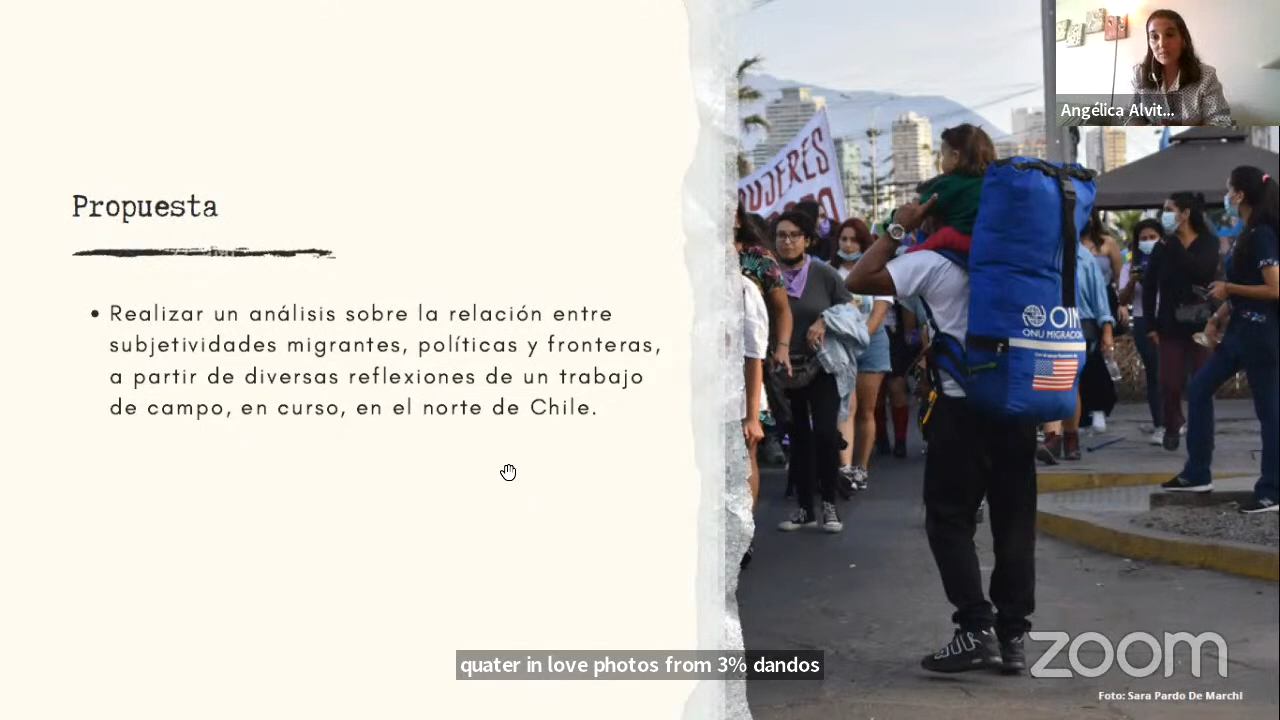 Angélica Alvit...
Propuesta
• Realizar un análisis sobre la relación entre
subjetividades migrantes, políticas y fronteras,
a partir de diversas reflexiones de un trabajo
de campo, en curso, en el norte de Chile.
MUJERES
OIM
ONU MIGRACIÓN
quater in love photos from 3% dandos
zoom
Foto: Sara Pardo De Marchi